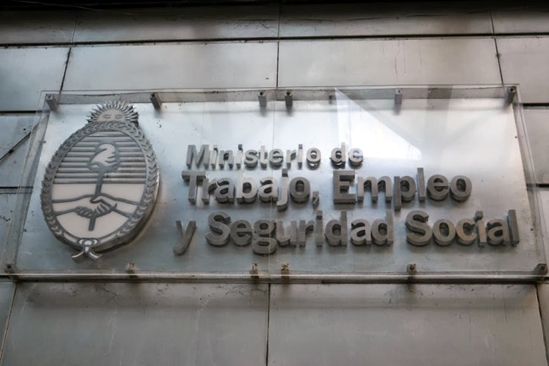 Ministerio de
Trabajo, Empleo
y Seguridad Social